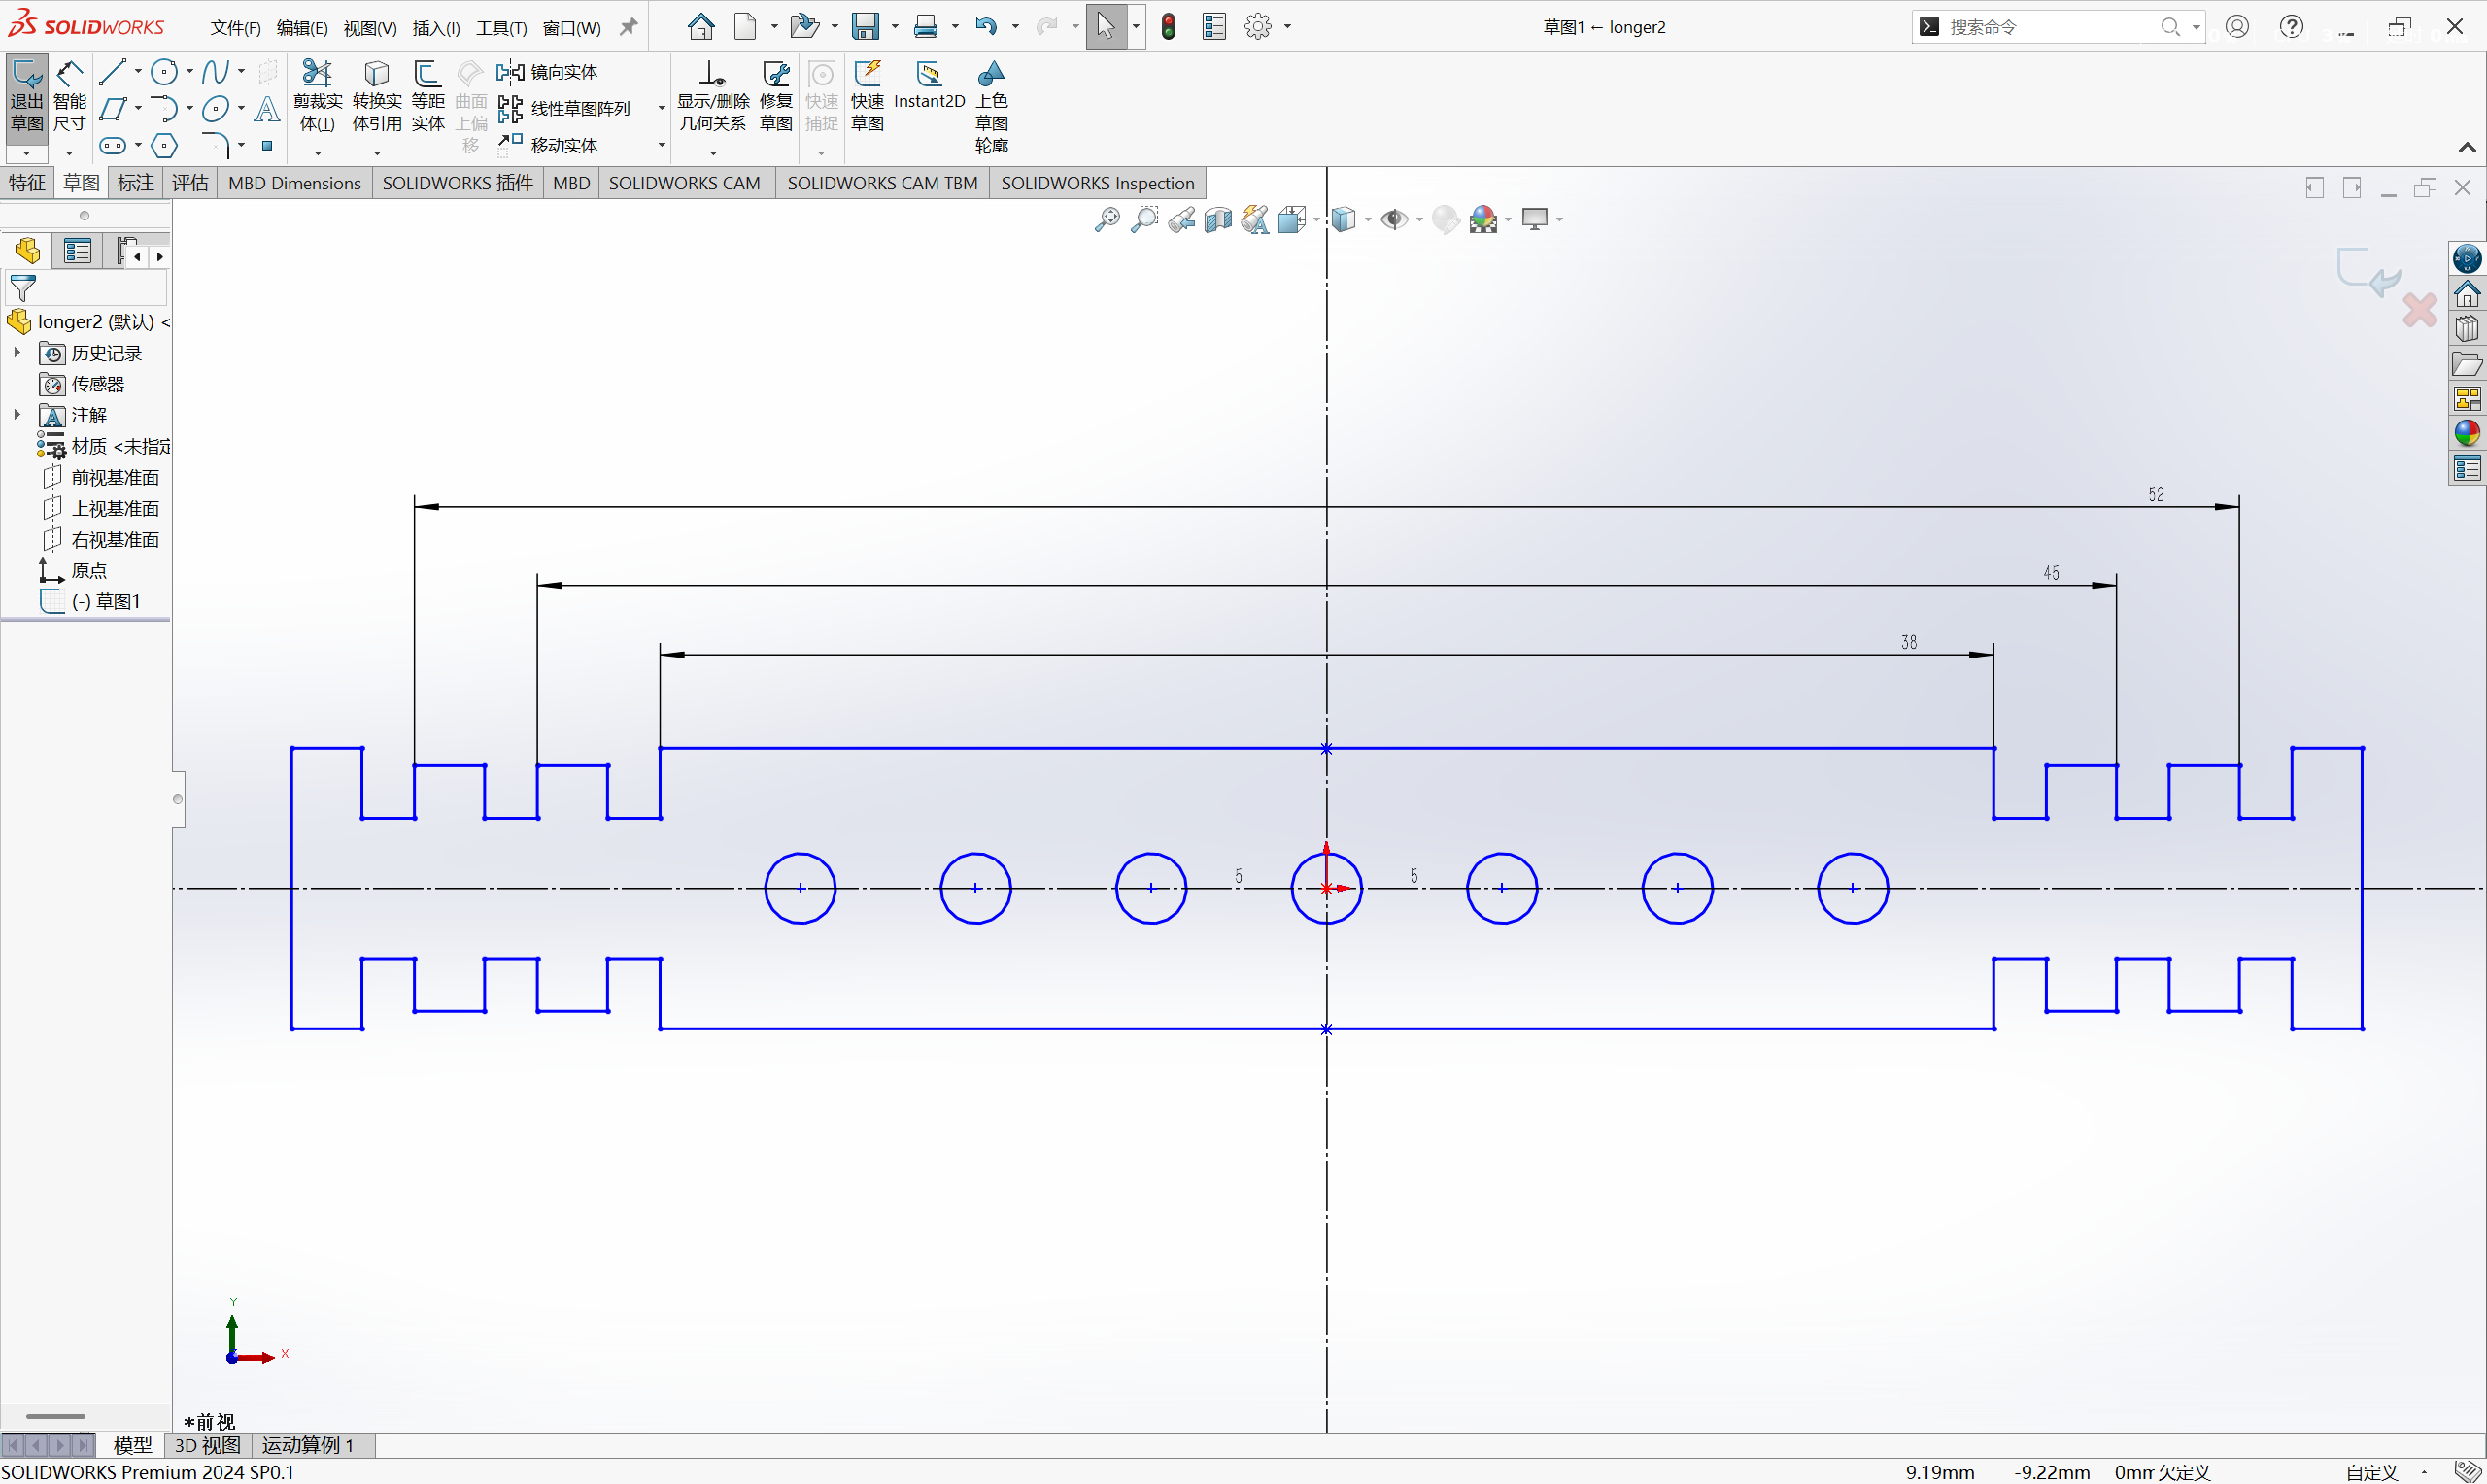 SOLIDWORKS
文件(F) 编辑(E) 视图(V) 插入(I) 工具(T) 窗口(W)
草图1 ← longer2
搜索命令
退出草图
智能尺寸
剪裁实体(T)
转换实体引用
等距实体
曲面上偏移
镜向实体
线性草图阵列
移动实体
显示/删除几何关系
修复草图
快速捕捉
快速草图
Instant2D
上色草图轮廓
特征 草图 标注 评估 MBD Dimensions SOLIDWORKS 插件 MBD SOLIDWORKS CAM SOLIDWORKS CAM TBM SOLIDWORKS Inspection
longer2 (默认) <
历史记录
传感器
注解
材质 <未指定
前视基准面
上视基准面
右视基准面
原点
(-) 草图1
52
45
38
5 5
Y
X
*前视
模型 3D 视图 运动算例 1
SOLIDWORKS Premium 2024 SP0.1
9.19mm -9.22mm 0mm 欠定义 自定义